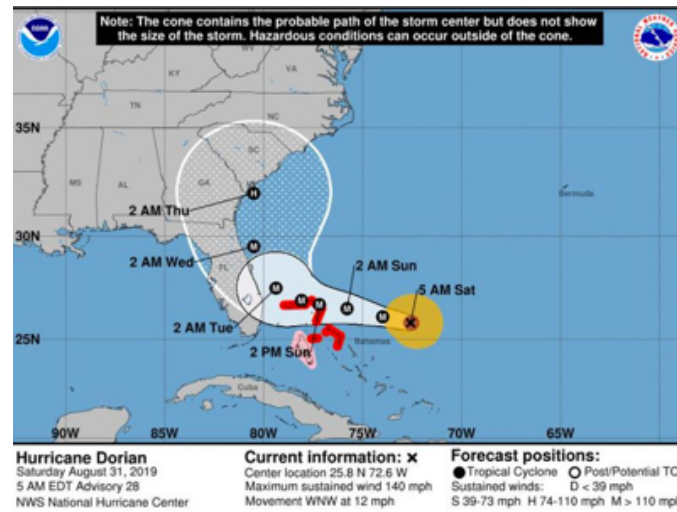 Note: The cone contains the probable path of the storm center but does not show
the size of the storm. Hazardous conditions can occur outside of the cone.
NOAA
WV
VA
KY
35N
TN
NC
SC
MS
AL
GA
Bermuda
2 AM Thu
H
30N
2 AM Wed
M
2 AM Sun
FL
5 AM Sat
M
M
M
M
M
2 AM Tue
25N
2 PM Sun
Bahamas
Cuba
90W
85W
80W
75W
70W
65W
Hurricane Dorian
Saturday August 31, 2019
5 AM EDT Advisory 28
NWS National Hurricane Center
Current information: ×
Center location 25.8 N 72.6 W
Maximum sustained wind 140 mph
Movement WNW at 12 mph
Forecast positions:
Tropical Cyclone Post/Potential TC
Sustained winds: D < 39 mph
S 39-73 mph H 74-110 mph M > 110 mph